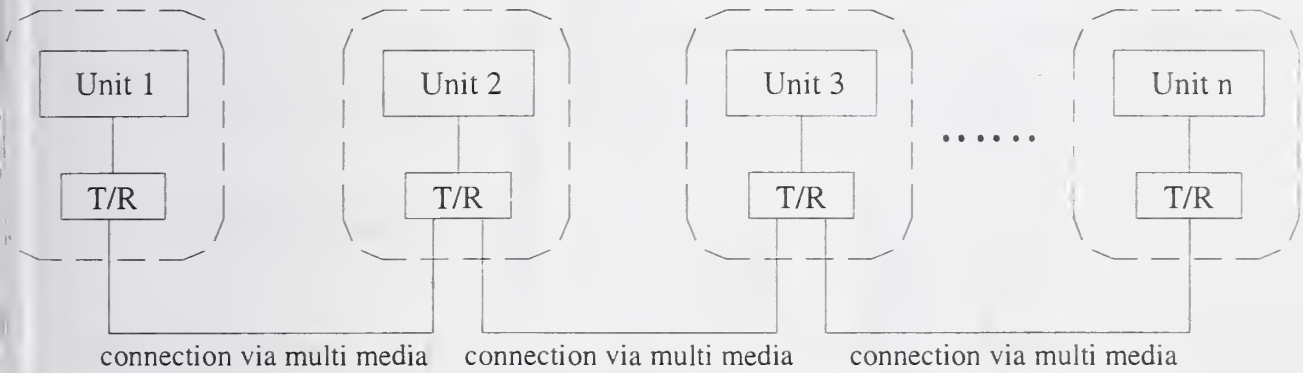 Unit 1 Unit 2 Unit 3 Unit n
T/R T/R T/R T/R
connection via multi media connection via multi media connection via multi media